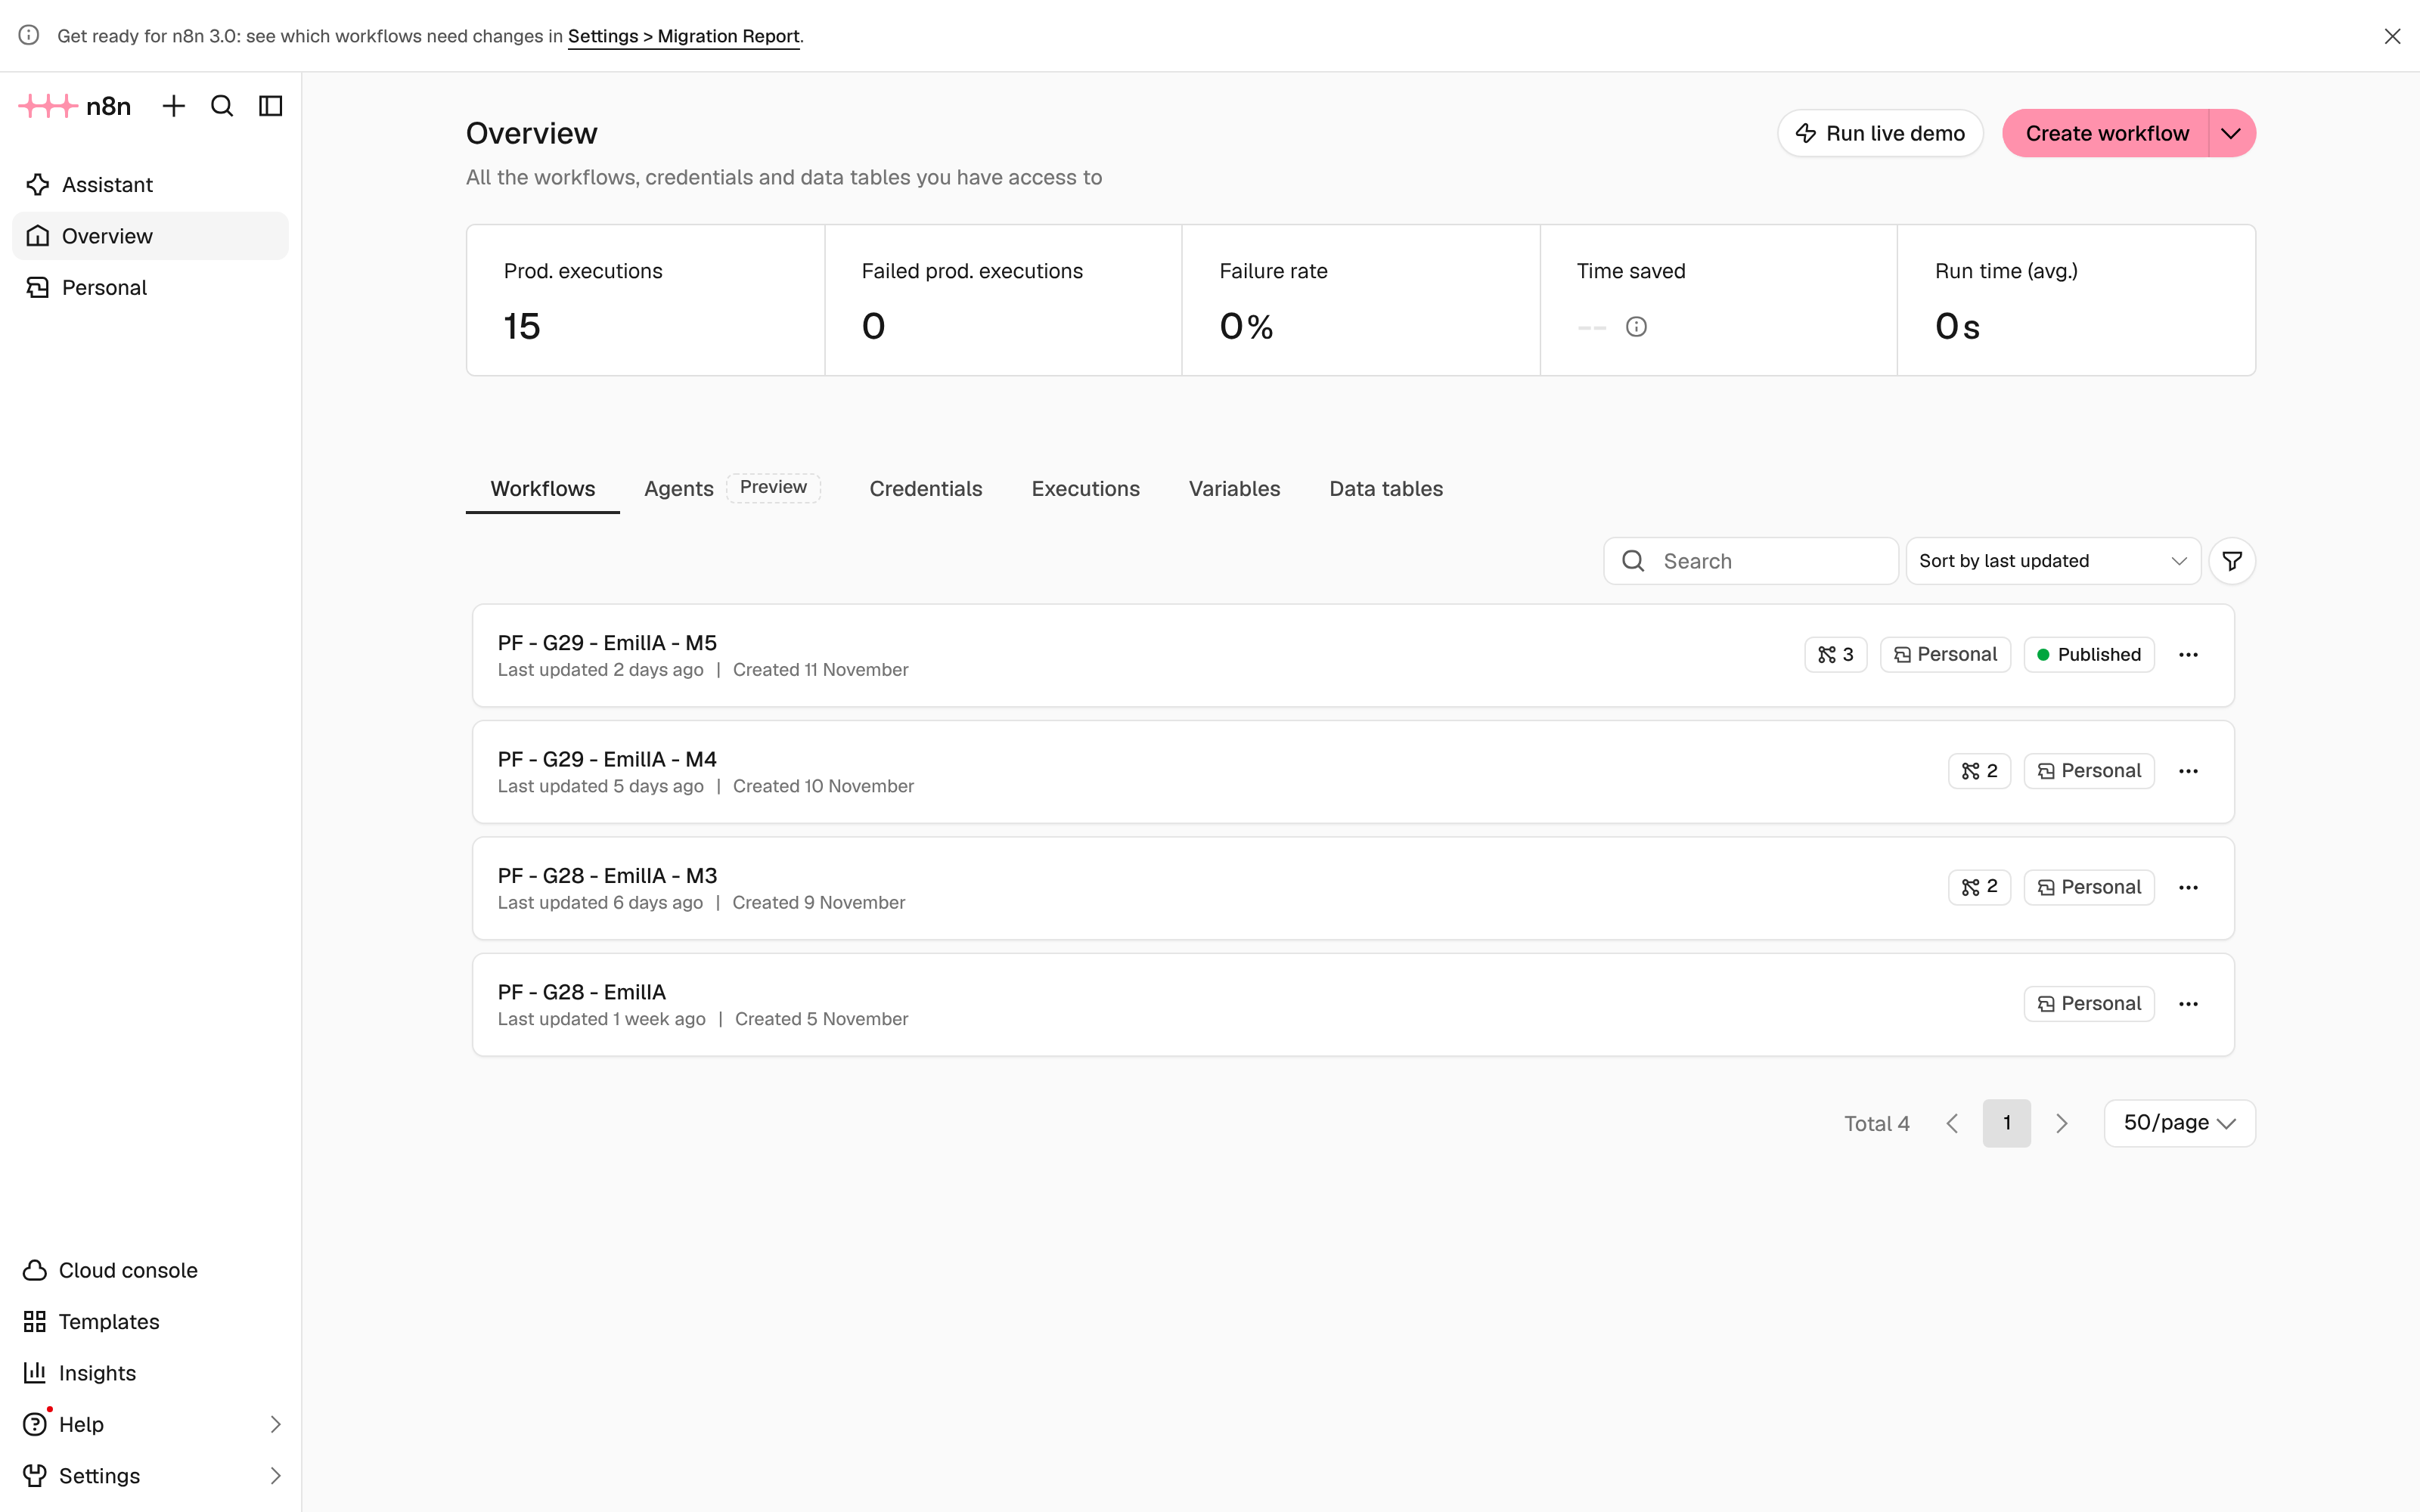 Get ready for n8n 3.0: see which workflows need changes in Settings > Migration Report.
n8n
Assistant
Overview
Personal
Overview
All the workflows, credentials and data tables you have access to
Run live demo
Create workflow
Prod. executions
15
Failed prod. executions
0
Failure rate
0%
Time saved
--
Run time (avg.)
0s
Workflows
Agents Preview
Credentials
Executions
Variables
Data tables
Search
Sort by last updated
PF - G29 - EmilIA - M5
Last updated 2 days ago | Created 11 November
3
Personal
Published
PF - G29 - EmilIA - M4
Last updated 5 days ago | Created 10 November
2
Personal
PF - G28 - EmilIA - M3
Last updated 6 days ago | Created 9 November
2
Personal
PF - G28 - EmilIA
Last updated 1 week ago | Created 5 November
Personal
Total 4
1
50/page
Cloud console
Templates
Insights
Help
Settings